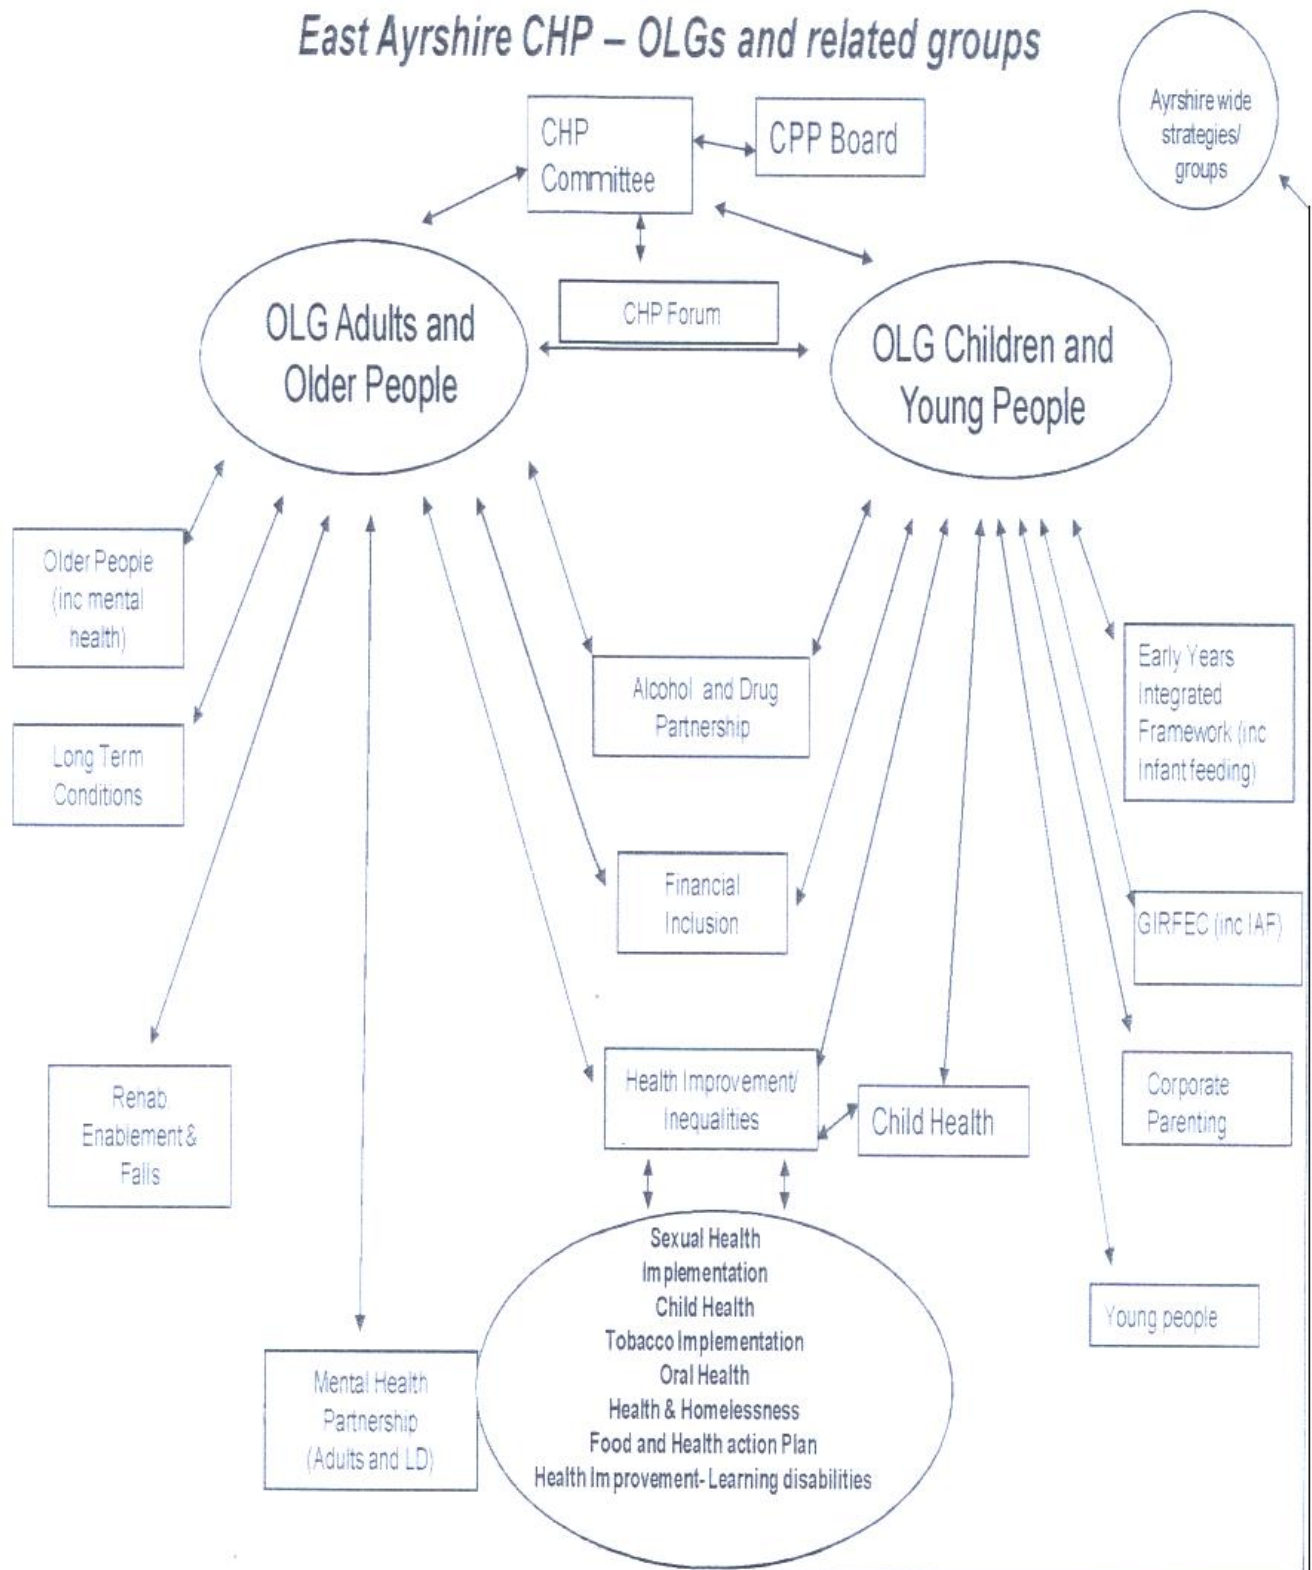 East Ayrshire CHP – OLGs and related groups
Ayrshire wide
strategies/
groups
CHP
Committee
CPP Board
CHP Forum
OLG Adults and
Older People
OLG Children and
Young People
Older People
(inc mental
health)
Long Term
Conditions
Alcohol and Drug
Partnership
Early Years
Integrated
Framework (inc
Infant feeding)
Financial
Inclusion
GIRFEC (inc IAF)
Rehab
Enablement &
Falls
Health Improvement/
Inequalities
Child Health
Corporate
Parenting
Young people
Mental Health
Partnership
(Adults and LD)
Sexual Health
Implementation
Child Health
Tobacco Implementation
Oral Health
Health & Homelessness
Food and Health action Plan
Health Improvement- Learning disabilities